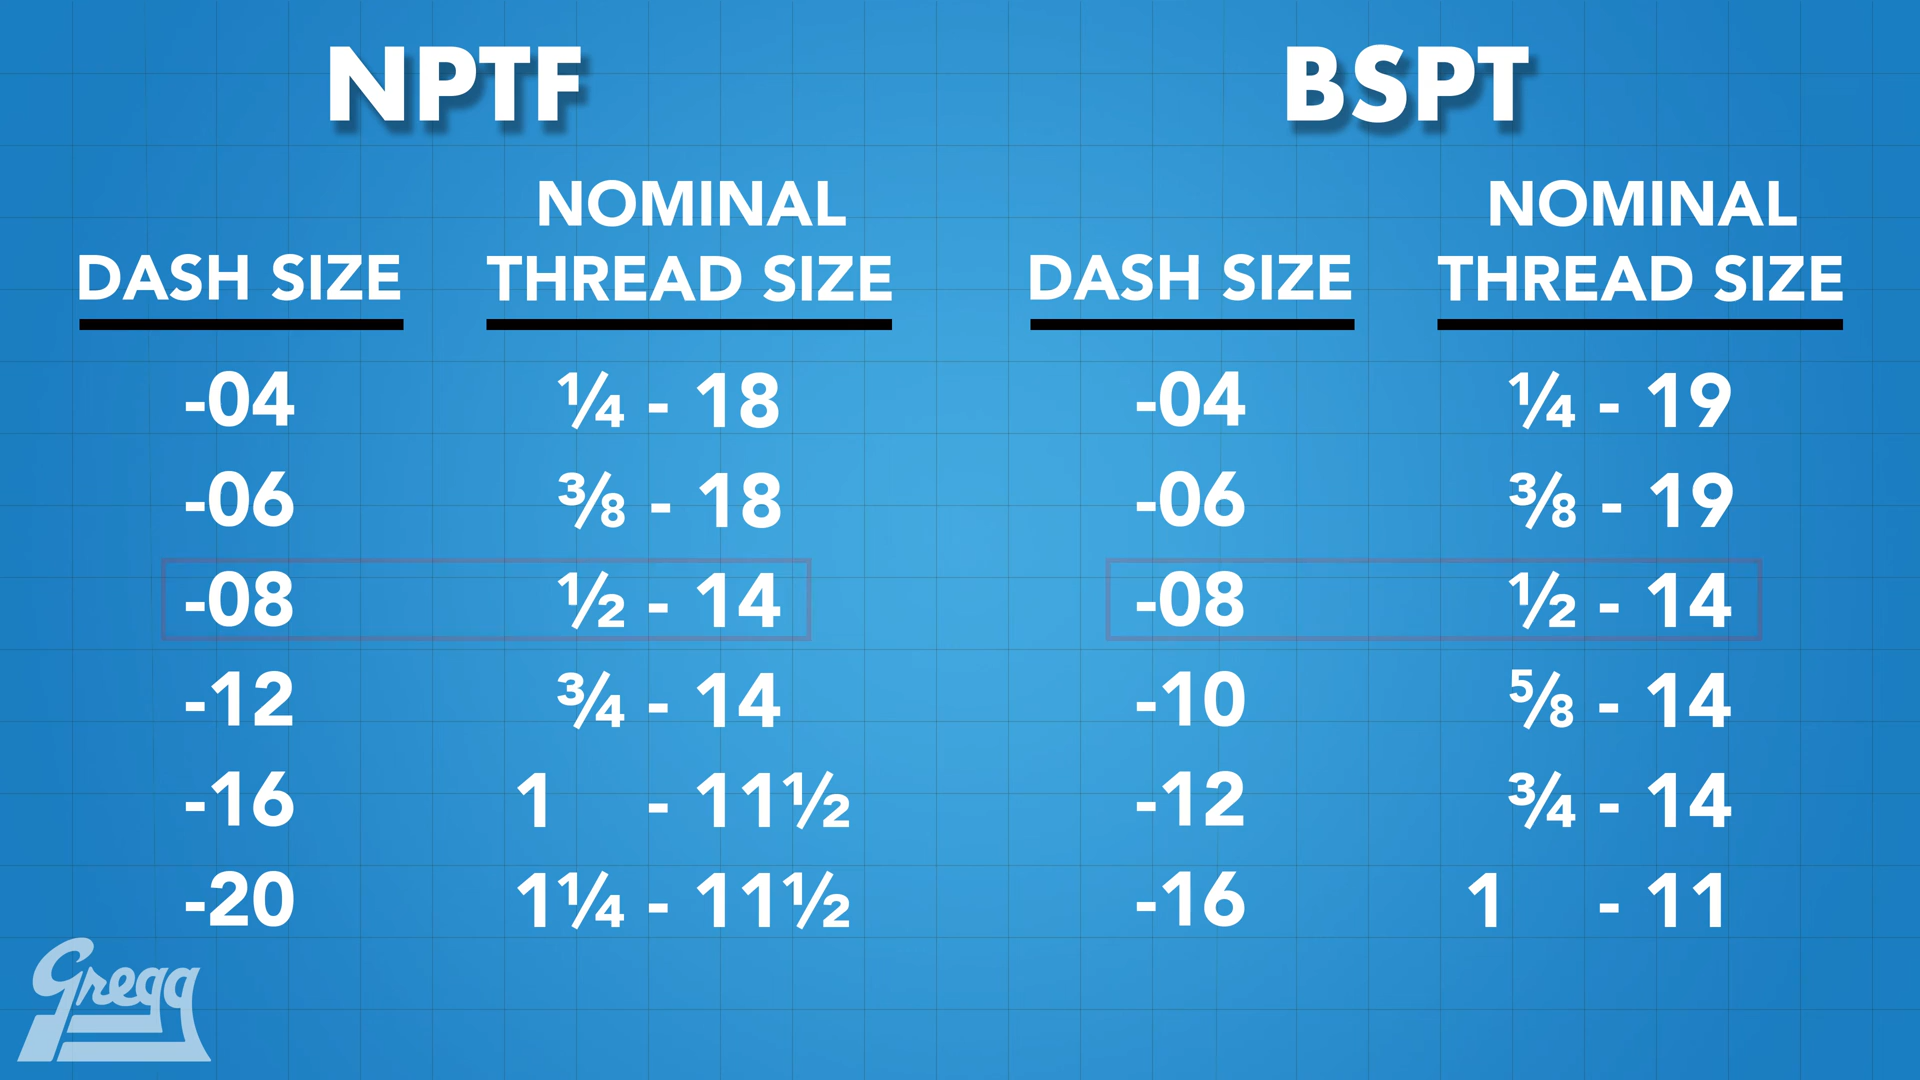 NPTF
BSPT
NOMINAL
DASH SIZE THREAD SIZE
NOMINAL
DASH SIZE THREAD SIZE
-04 ¼ - 18
-06 ⅜ - 18
-08 ½ - 14
-12 ¾ - 14
-16 1 - 11½
-20 1¼ - 11½
-04 ¼ - 19
-06 ⅜ - 19
-08 ½ - 14
-10 ⅝ - 14
-12 ¾ - 14
-16 1 - 11
Gregg